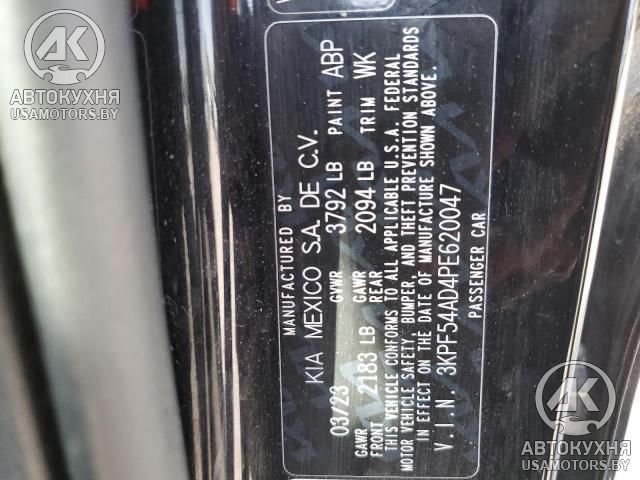 АК
АВТОКУХНЯ
USAMOTORS.BY
MANUFACTURED BY
KIA MEXICO S.A. DE C.V.
03/23 GVWR 3792 LB PAINT ABP
GAWR FRONT 2183 LB GAWR REAR 2094 LB TRIM WK
THIS VEHICLE CONFORMS TO ALL APPLICABLE U.S.A. FEDERAL
MOTOR VEHICLE SAFETY, BUMPER, AND THEFT PREVENTION STANDARDS
IN EFFECT ON THE DATE OF MANUFACTURE SHOWN ABOVE.
V.I.N. 3KPF54AD4PE620047
PASSENGER CAR
АК
АВТОКУХНЯ
USAMOTORS.BY